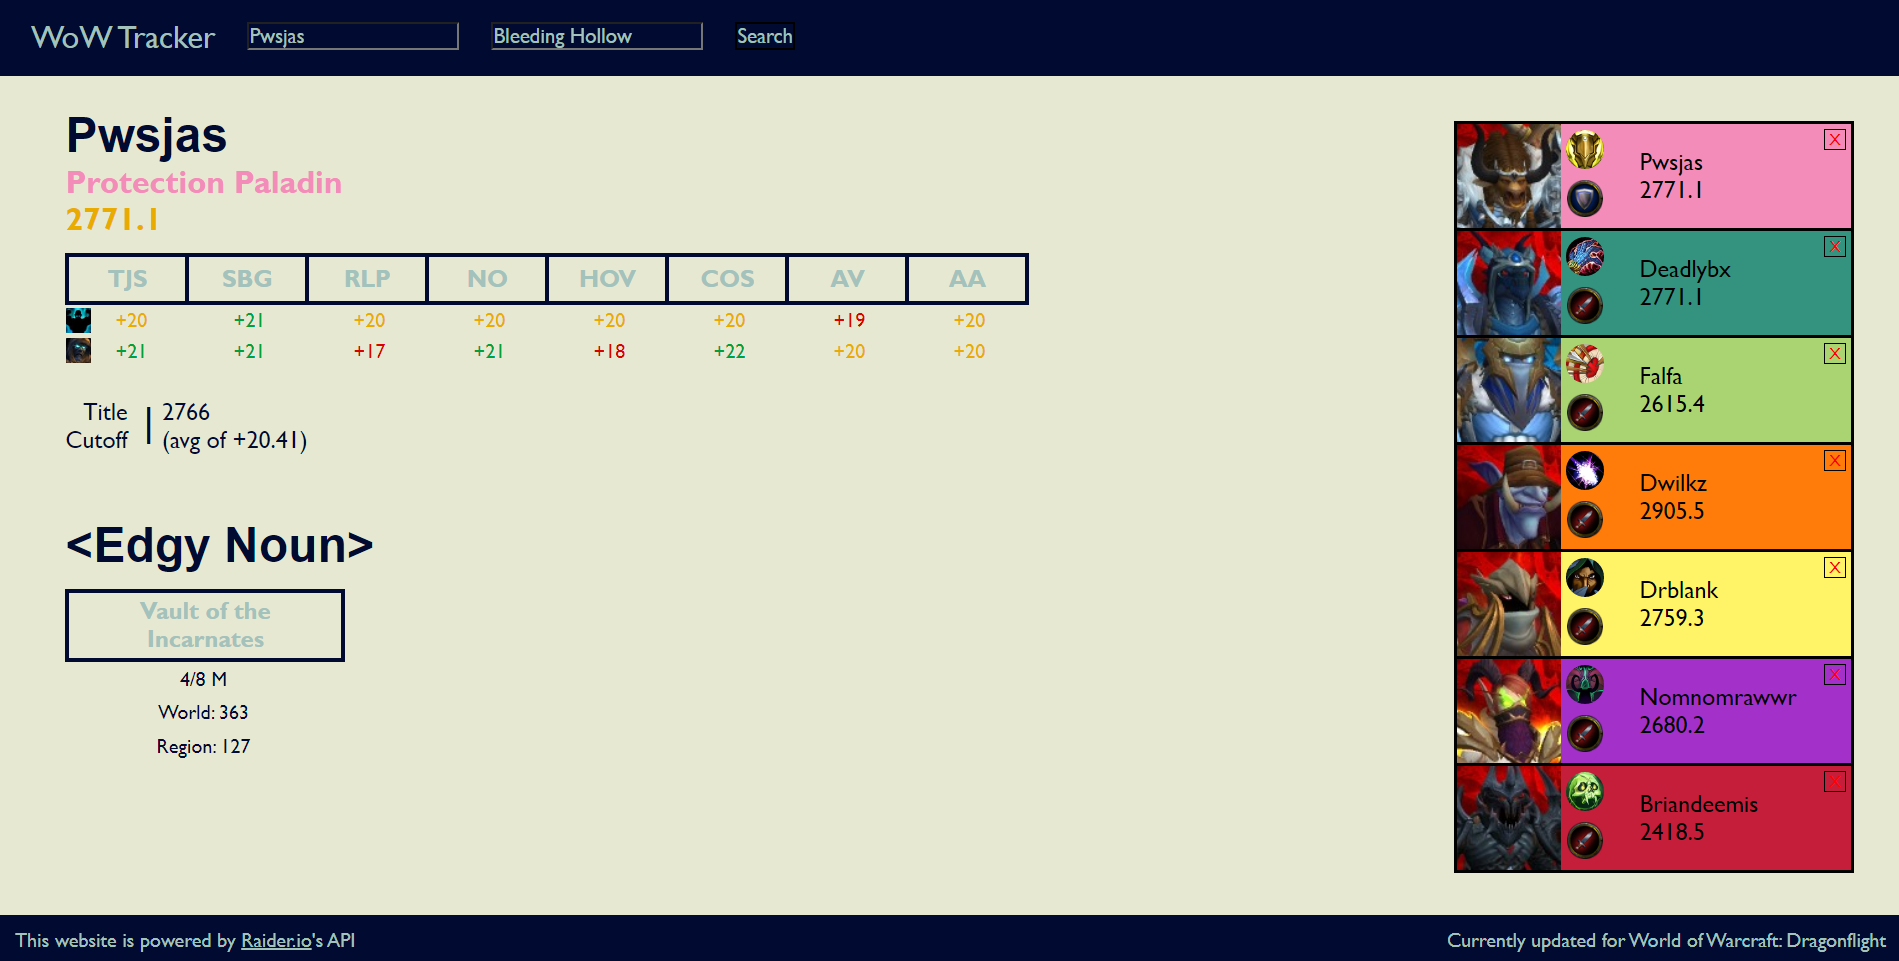 WoW Tracker Pwsjas Bleeding Hollow Search
Pwsjas
Protection Paladin
2771.1
TJS SBG RLP NO HOV COS AV AA
+20 +21 +20 +20 +20 +20 +19 +20
+21 +21 +17 +21 +18 +22 +20 +20
Title
Cutoff
2766
(avg of +20.41)
<Edgy Noun>
Vault of the
Incarnates
4/8 M
World: 363
Region: 127
X
Pwsjas
2771.1
X
Deadlybx
2771.1
X
Falfa
2615.4
X
Dwilkz
2905.5
X
Drblank
2759.3
X
Nomnomrawwr
2680.2
X
Briandeemis
2418.5
This website is powered by Raider.io's API
Currently updated for World of Warcraft: Dragonflight